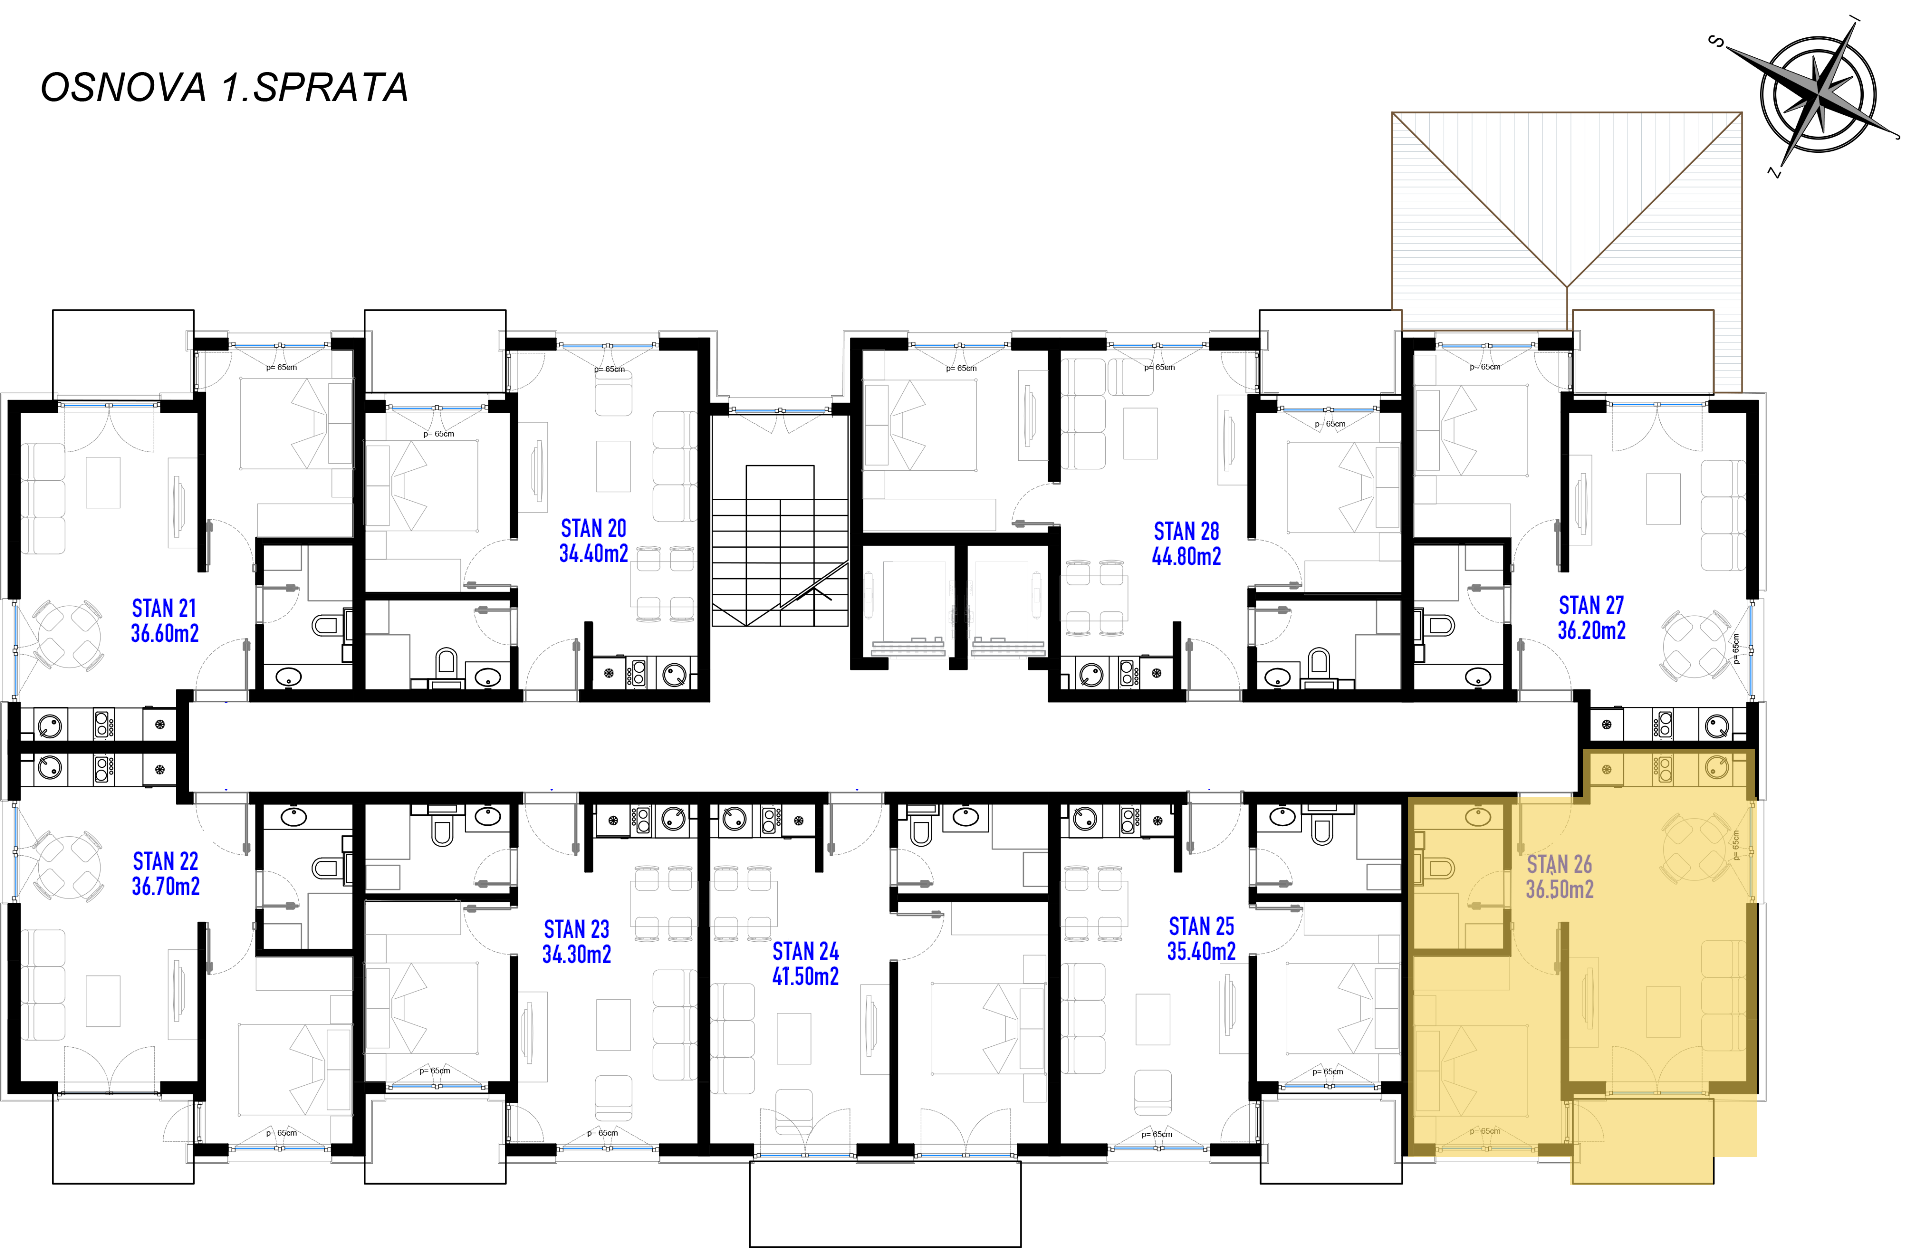 OSNOVA 1.SPRATA
S
I
J
Z
p= 65cm
p= 65cm
p= 65cm
p= 65cm
p= 65cm
p= 65cm
p= 65cm
p= 65cm
STAN 20
34.40m2
STAN 28
44.80m2
STAN 21
36.60m2
STAN 27
36.20m2
p= 65cm
STAN 22
36.70m2
STAN 26
36.50m2
p= 65cm
STAN 23
34.30m2
STAN 24
41.50m2
STAN 25
35.40m2
p= 65cm
p= 65cm
p= 65cm
p= 65cm
p= 65cm
p= 65cm